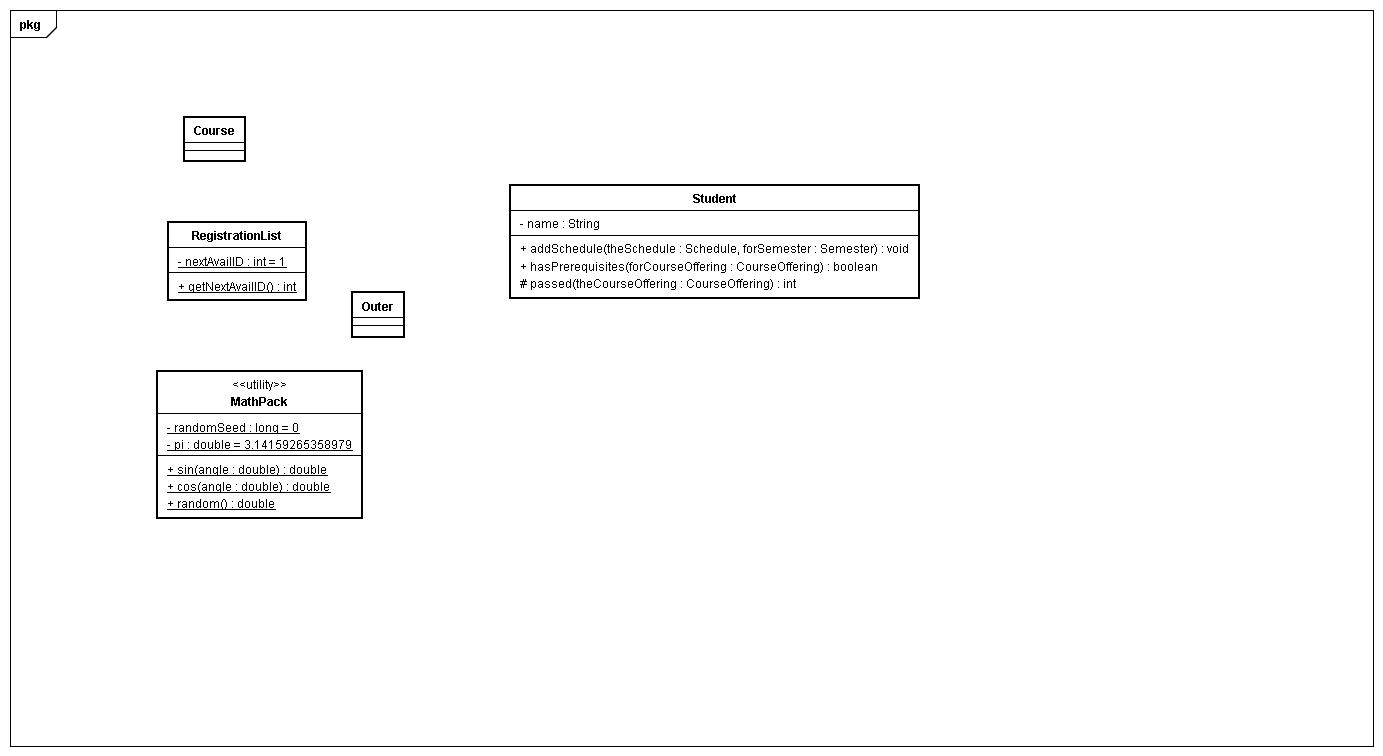 pkg
Course
Student
- name : String
+ addSchedule(theSchedule : Schedule, forSemester : Semester) : void
+ hasPrerequisites(forCourseOffering : CourseOffering) : boolean
# passed(theCourseOffering : CourseOffering) : int
RegistrationList
- nextAvailID : int = 1
+ getNextAvailID() : int
Outer
<<utility>>
MathPack
- randomSeed : long = 0
- pi : double = 3.14159265358979
+ sin(angle : double) : double
+ cos(angle : double) : double
+ random() : double